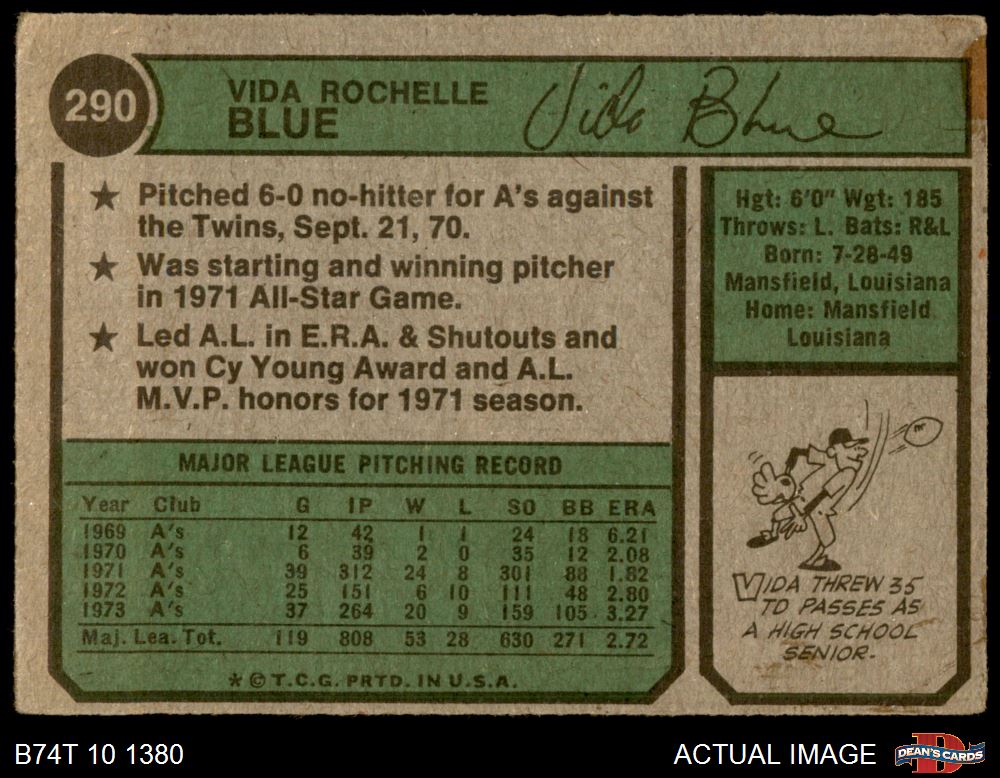 290
VIDA ROCHELLE
BLUE
Vida Blue
★ Pitched 6-0 no-hitter for A's against
the Twins, Sept. 21, 70.
★ Was starting and winning pitcher
in 1971 All-Star Game.
★ Led A.L. in E.R.A. & Shutouts and
won Cy Young Award and A.L.
M.V.P. honors for 1971 season.
Hgt: 6'0" Wgt: 185
Throws: L. Bats: R&L
Born: 7-28-49
Mansfield, Louisiana
Home: Mansfield
Louisiana
MAJOR LEAGUE PITCHING RECORD
Year Club G IP W L SO BB ERA
1969 A's 12 42 1 1 24 18 6.21
1970 A's 6 39 2 0 35 12 2.08
1971 A's 39 312 24 8 301 88 1.82
1972 A's 25 151 6 10 111 48 2.80
1973 A's 37 264 20 9 159 105 3.27
Maj. Lea. Tot. 119 808 53 28 630 271 2.72
* © T.C.G. PRTD. IN U.S.A.
VIDA THREW 35
TD PASSES AS
A HIGH SCHOOL
SENIOR.
B74T 10 1380
ACTUAL IMAGE
D
DEAN'S CARDS